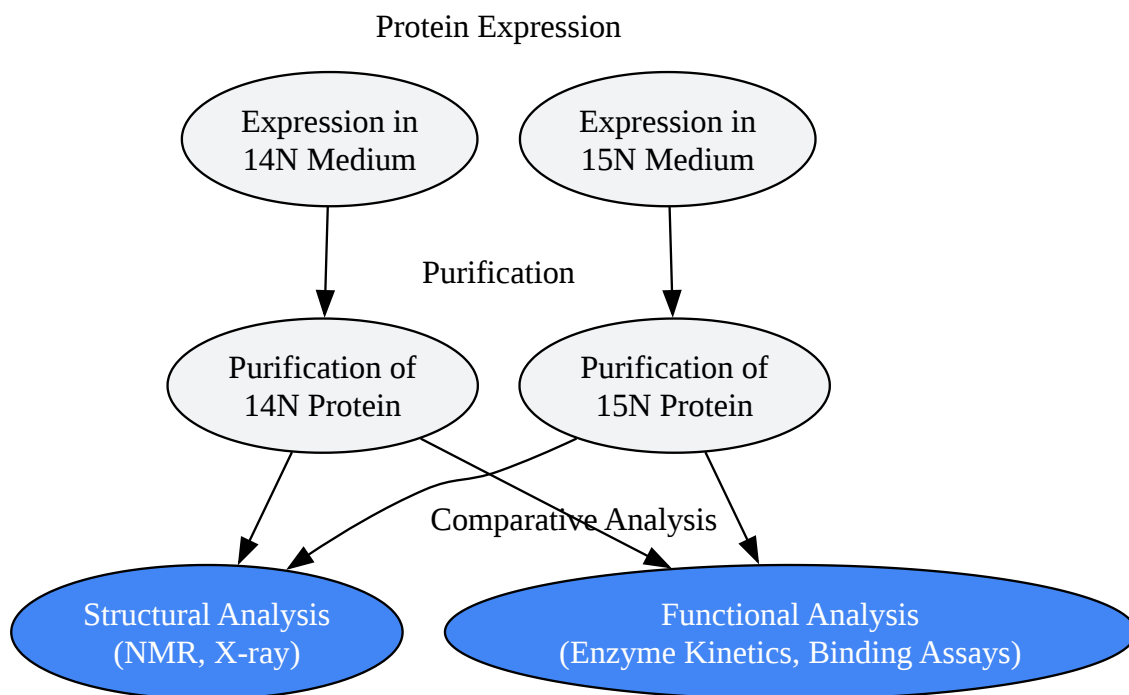 Protein Expression
Expression in
14N Medium
Expression in
15N Medium
Purification
Purification of
14N Protein
Purification of
15N Protein
Comparative Analysis
Structural Analysis
(NMR, X-ray)
Functional Analysis
(Enzyme Kinetics, Binding Assays)